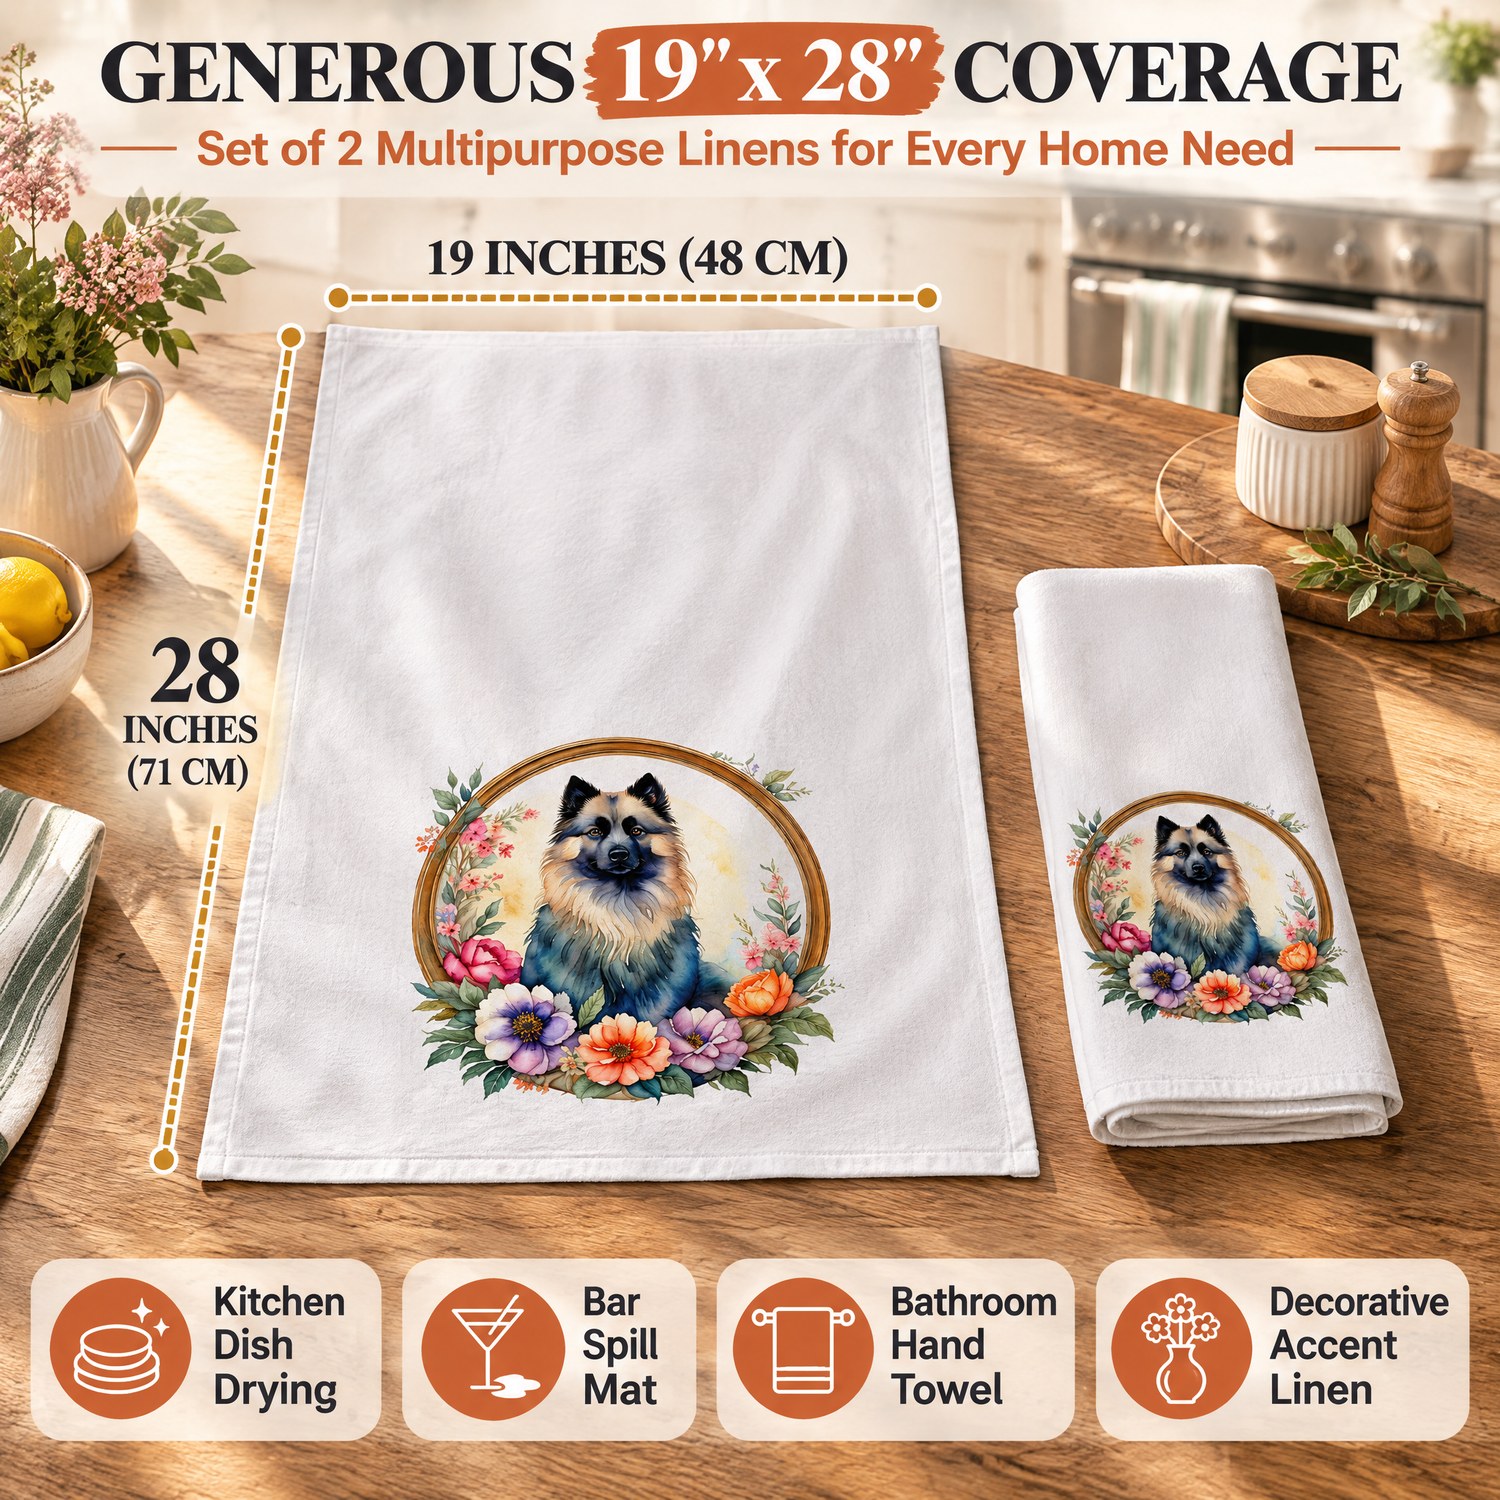 GENEROUS 19” x 28” COVERAGE
Set of 2 Multipurpose Linens for Every Home Need
19 INCHES (48 CM)
28
INCHES
(71 CM)
Kitchen
Dish
Drying
Bar
Spill
Mat
Bathroom
Hand
Towel
Decorative
Accent
Linen